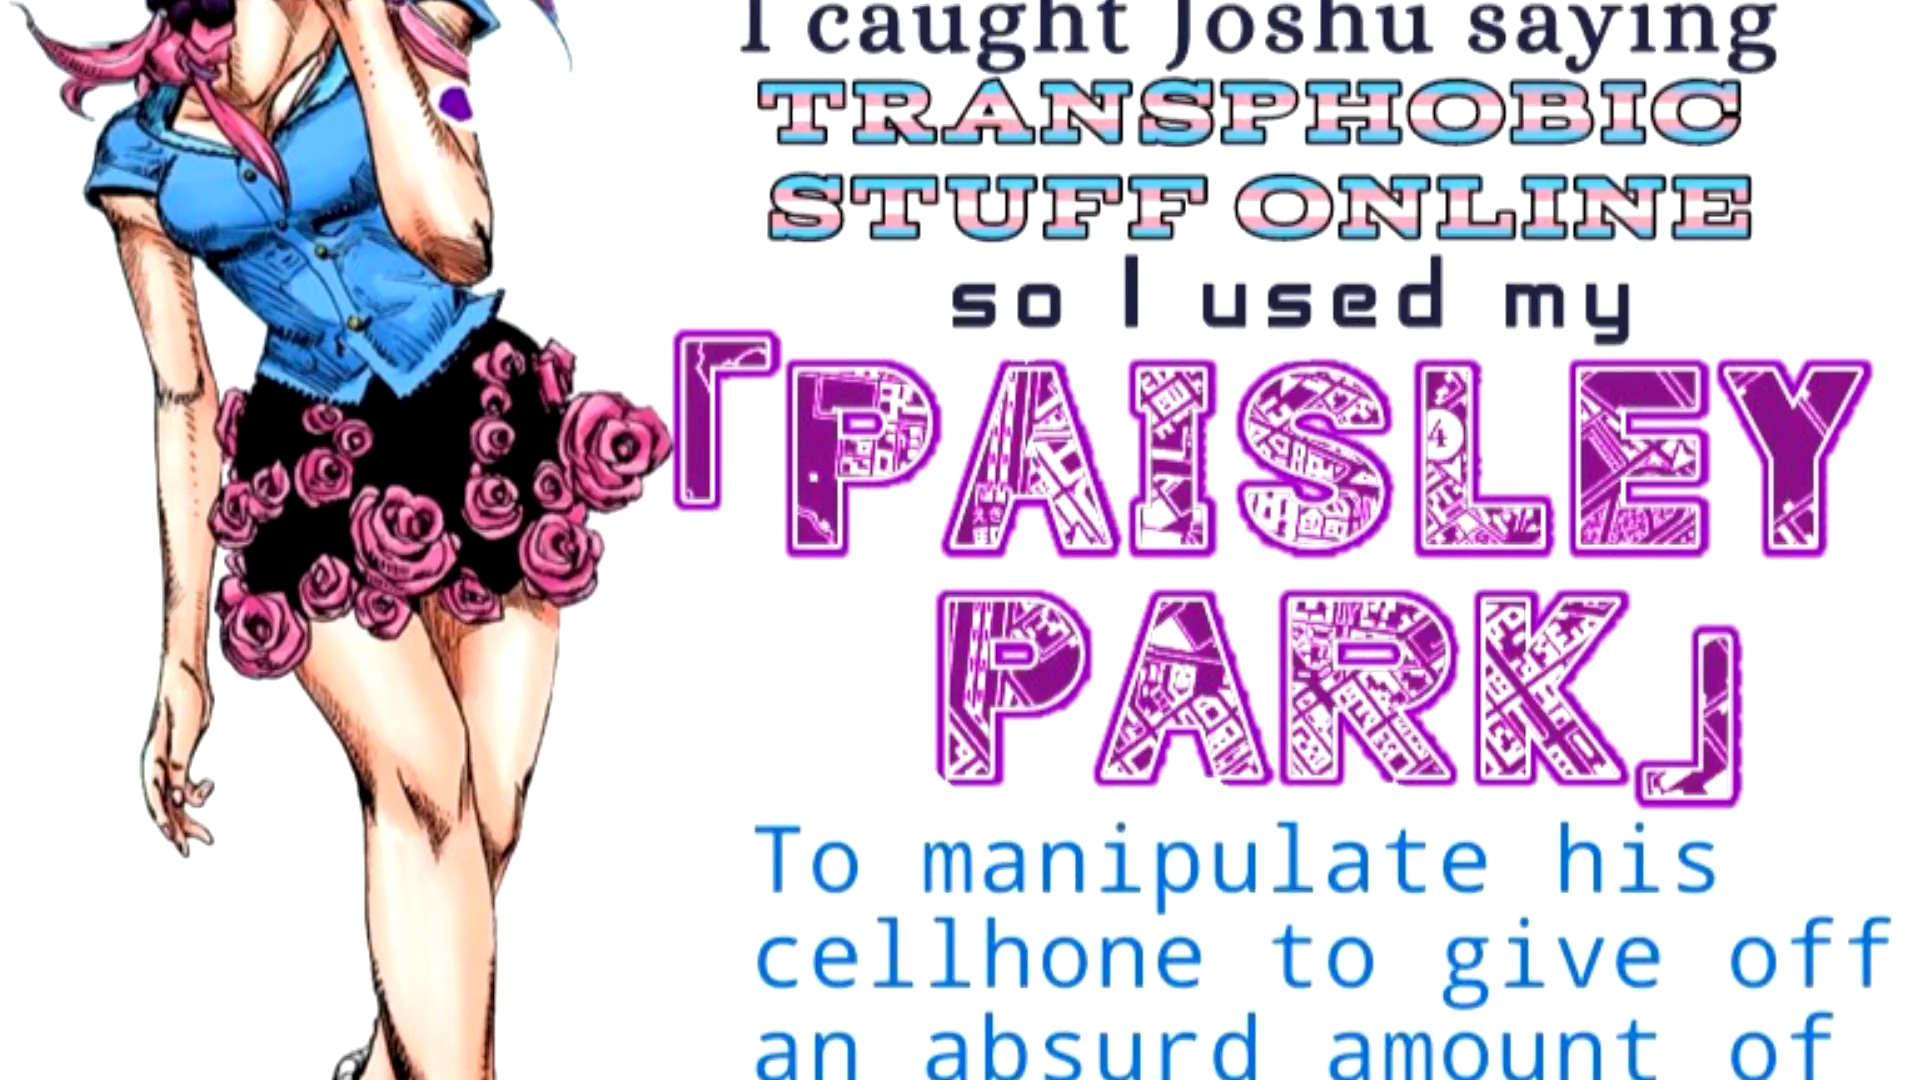 I caught Joshu saying
TRANSPHOBIC
STUFF ONLINE
so I used my
「PAISLEY
PARK」
To manipulate his
cellhone to give off
an absurd amount of